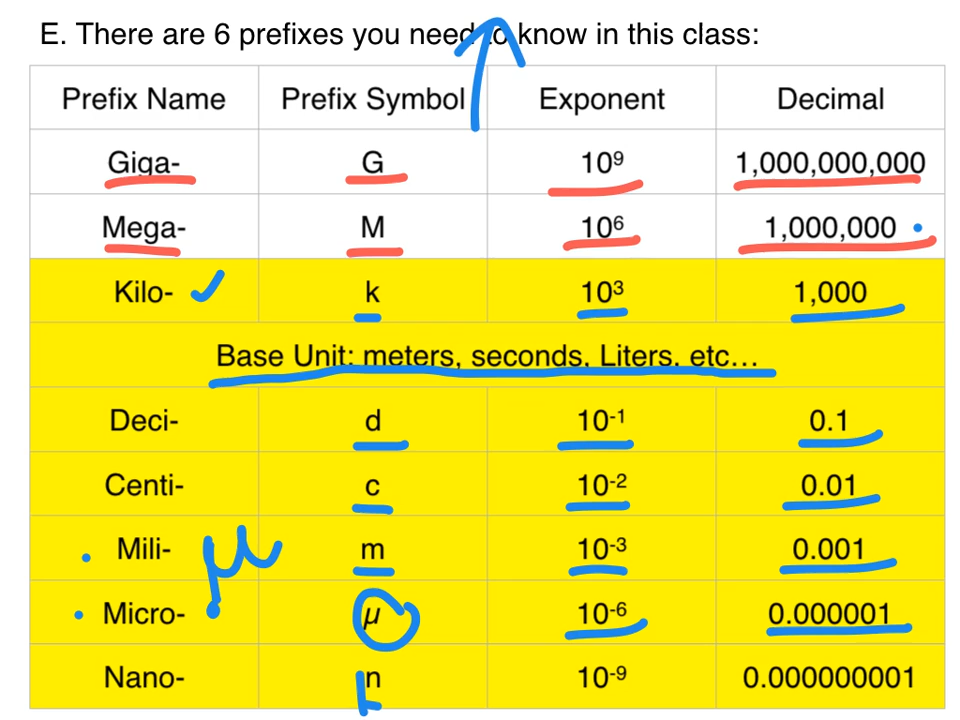 E. There are 6 prefixes you need to know in this class:
Prefix Name Prefix Symbol Exponent Decimal
Giga- G 10⁹ 1,000,000,000
Mega- M 10⁶ 1,000,000
Kilo- k 10³ 1,000
Base Unit: meters, seconds, Liters, etc…
Deci- d 10⁻¹ 0.1
Centi- c 10⁻² 0.01
Mili- m 10⁻³ 0.001
μ
Micro- μ 10⁻⁶ 0.000001
Nano- n 10⁻⁹ 0.000000001